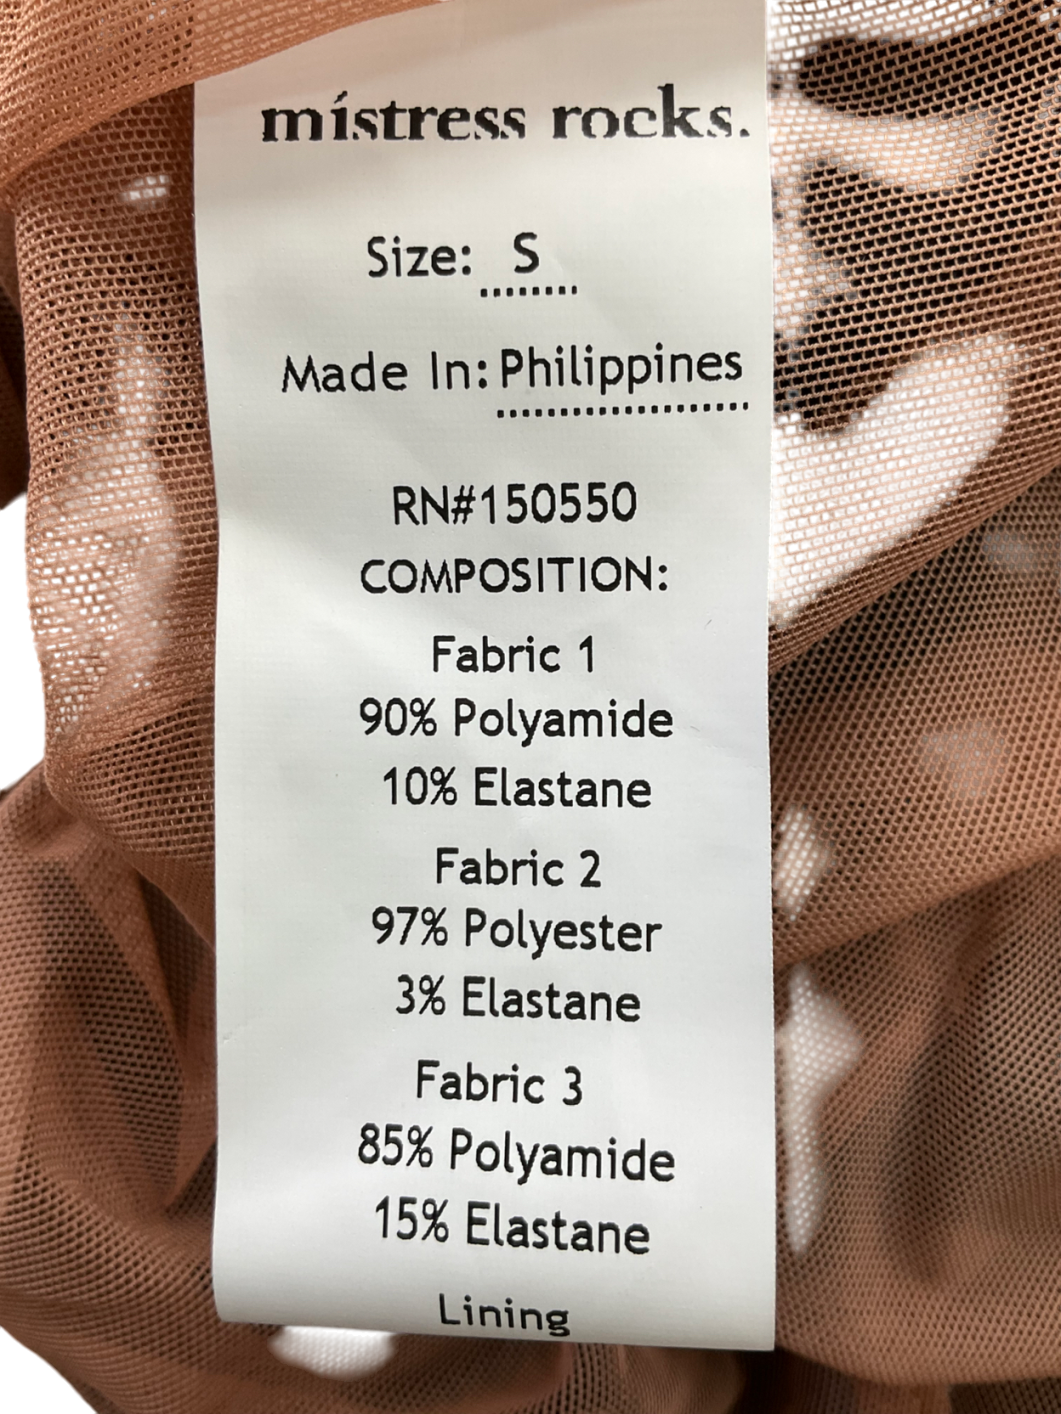 mistress rocks.
Size: S
Made In: Philippines
RN#150550
COMPOSITION:
Fabric 1
90% Polyamide
10% Elastane
Fabric 2
97% Polyester
3% Elastane
Fabric 3
85% Polyamide
15% Elastane
Lining